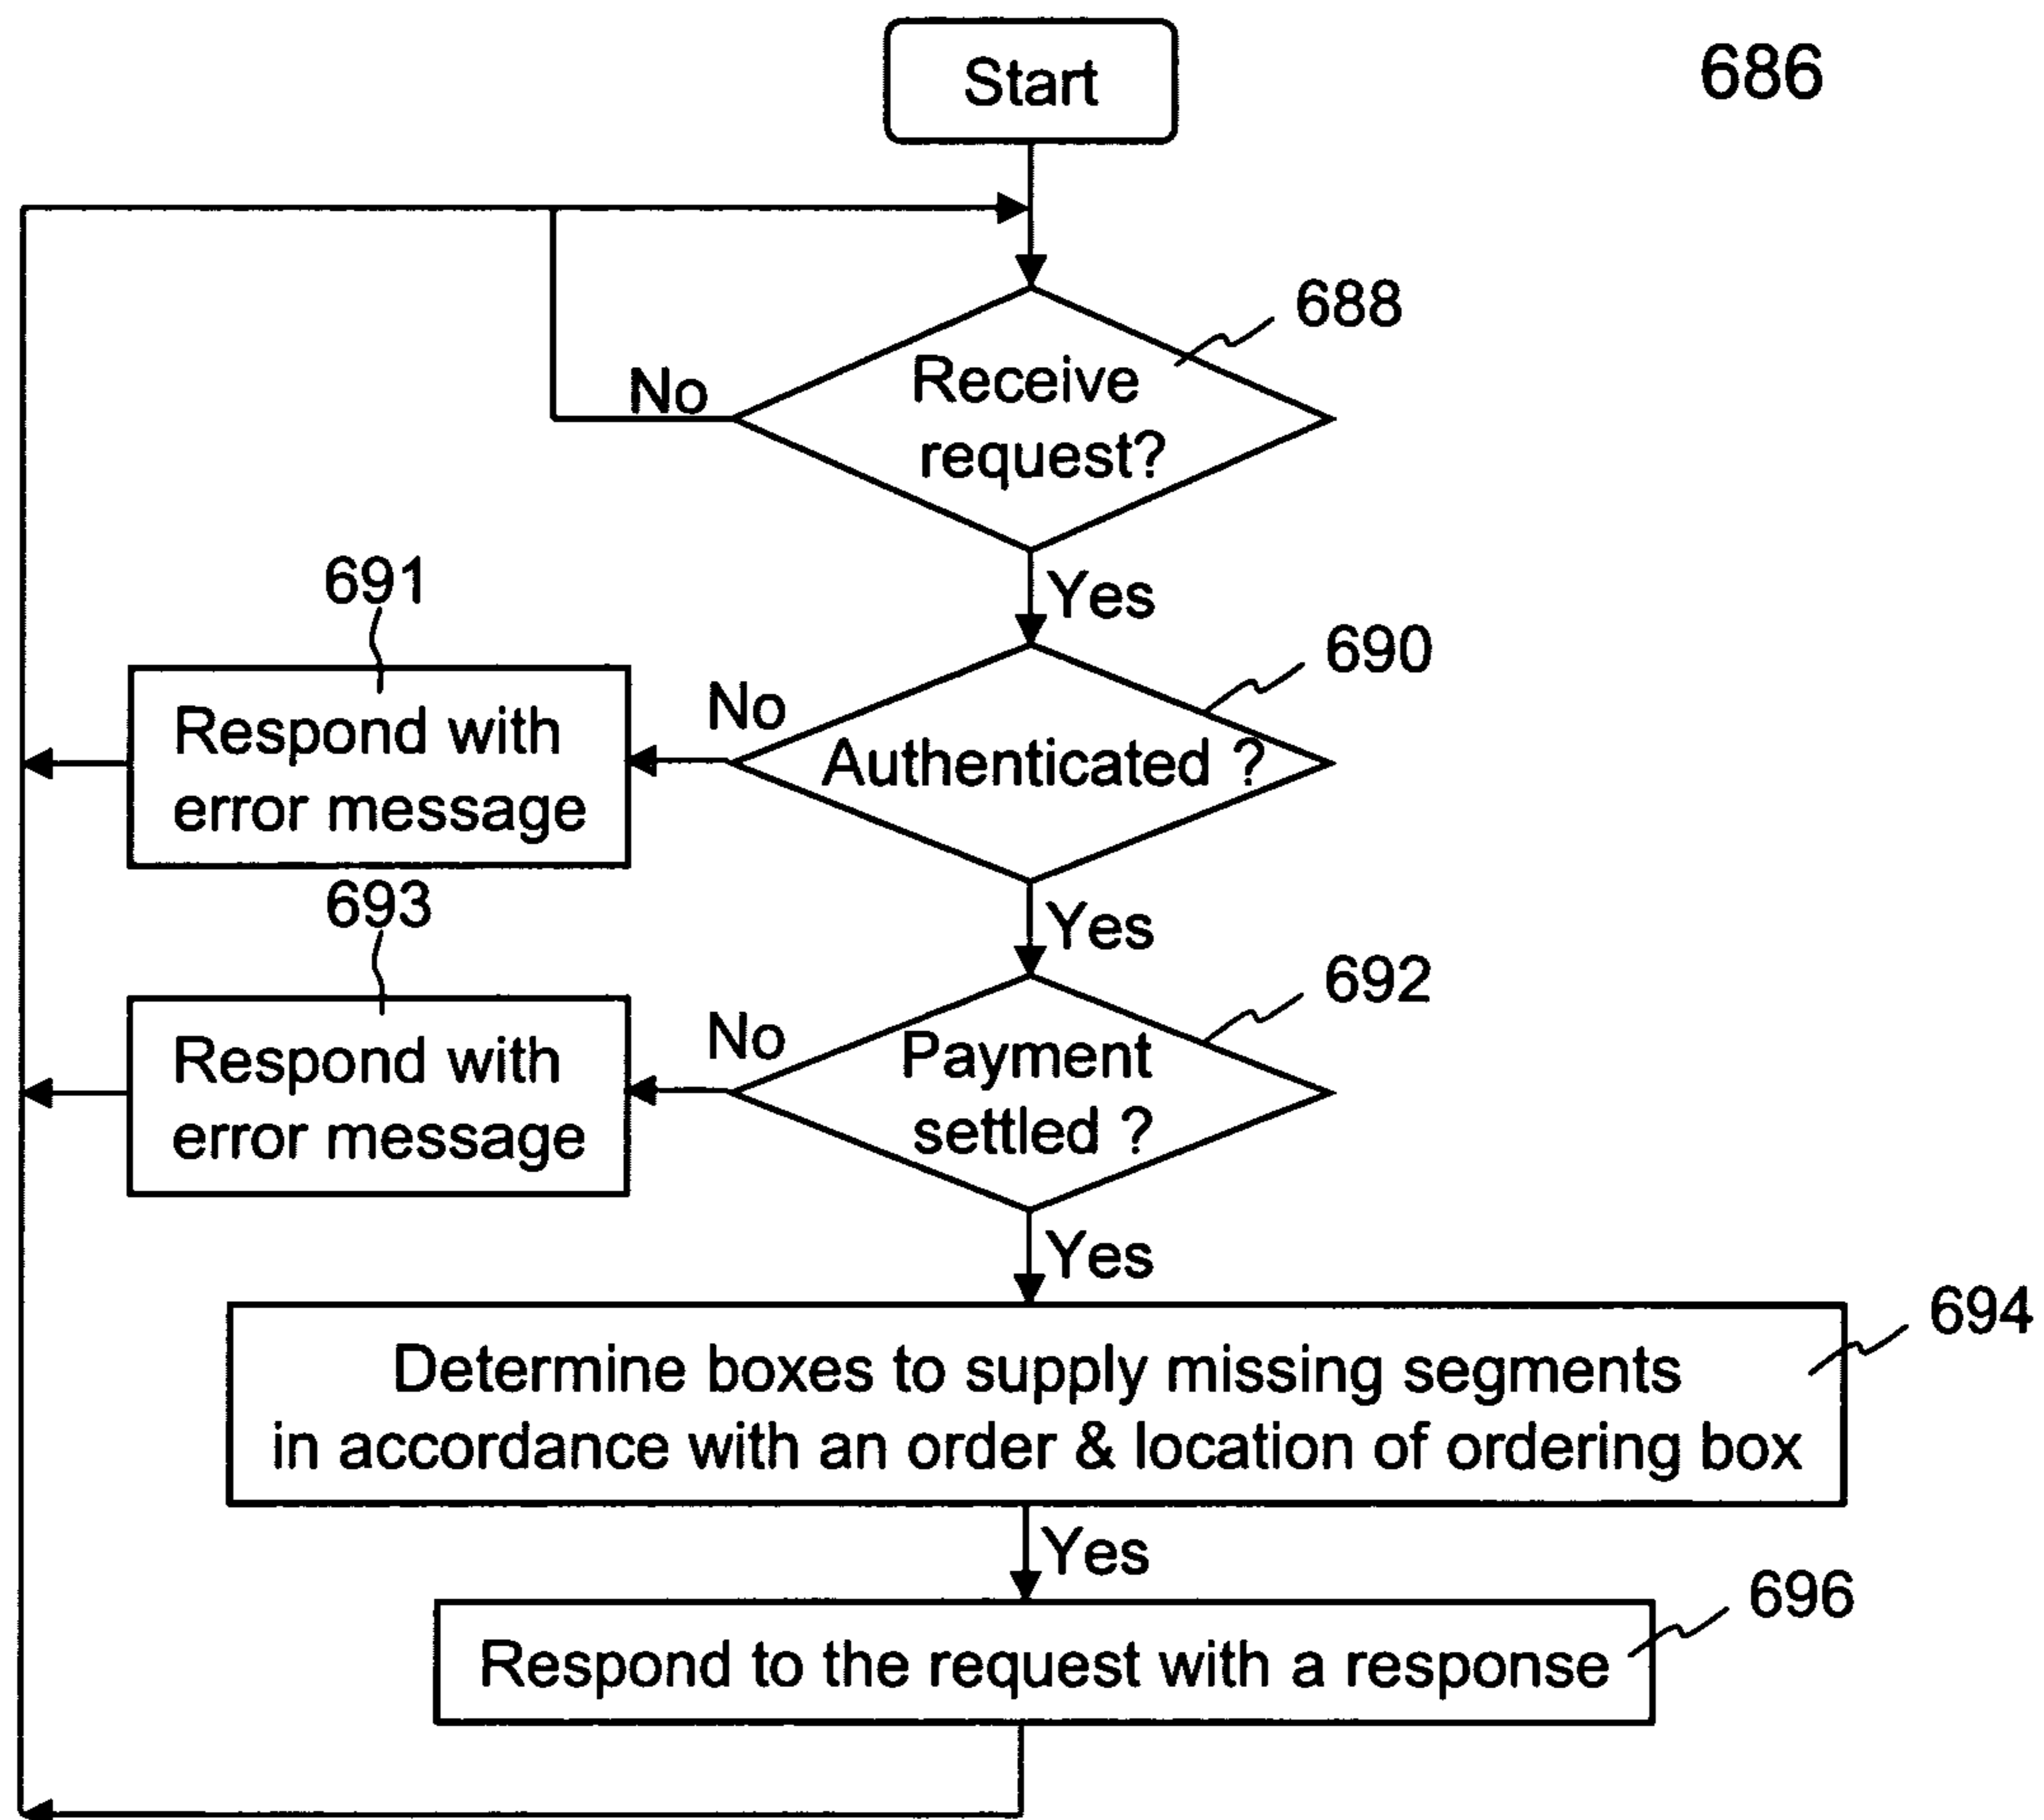 Start
686
688
No
Receive
request?
Yes
691
690
Respond with
error message
No
Authenticated ?
693
Yes
692
Respond with
error message
No
Payment
settled ?
Yes
694
Determine boxes to supply missing segments
in accordance with an order & location of ordering box
Yes
696
Respond to the request with a response